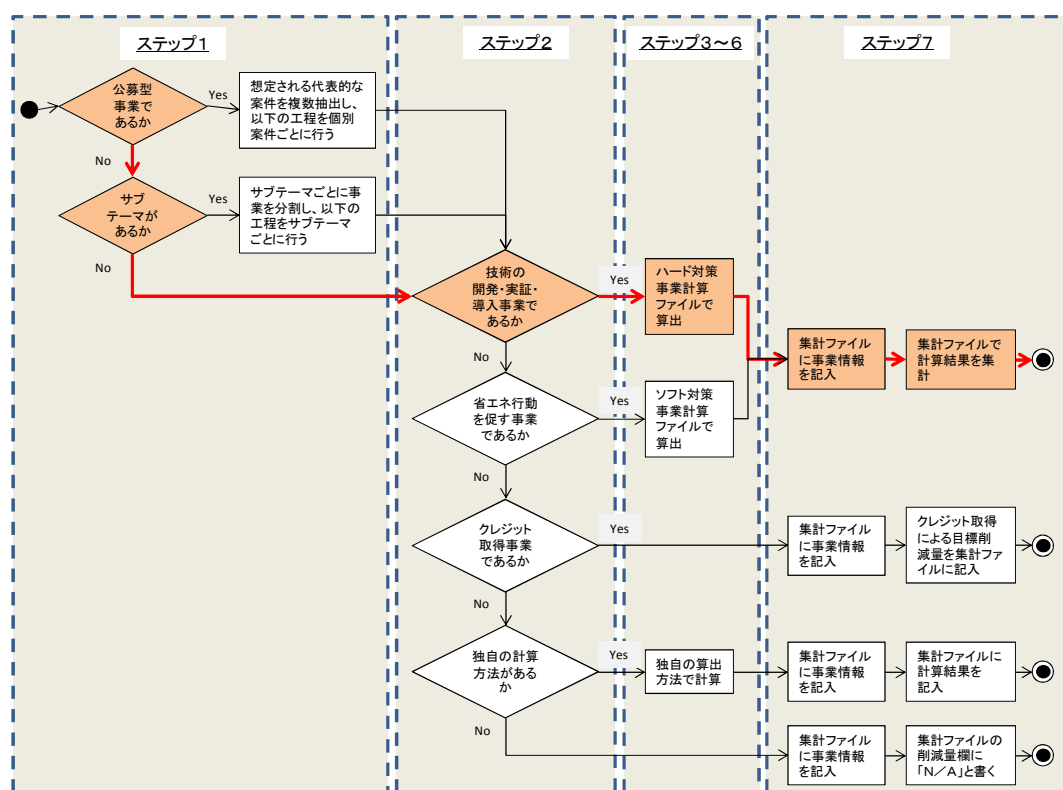 ステップ1
ステップ2
ステップ3～6
ステップ7
公募型
事業で
あるか
Yes
想定される代表的な
案件を複数抽出し、
以下の工程を個別
案件ごとに行う
No
サブ
テーマが
あるか
Yes
サブテーマごとに事
業を分割し、以下の
工程をサブテーマ
ごとに行う
No
技術の
開発・実証・
導入事業で
あるか
Yes
ハード対策
事業計算
ファイルで
算出
集計ファイル
に事業情報
を記入
集計ファイルで
計算結果を集
計
No
省エネ行動
を促す事業
であるか
Yes
ソフト対策
事業計算
ファイルで
算出
No
クレジット
取得事業
であるか
Yes
集計ファイル
に事業情報
を記入
クレジット取得
による目標削
減量を集計ファ
イルに記入
No
独自の計算
方法がある
か
Yes
独自の算出
方法で計算
集計ファイル
に事業情報
を記入
集計ファイルに
計算結果を
記入
No
集計ファイル
に事業情報
を記入
集計ファイルの
削減量欄に
「N／A」と書く